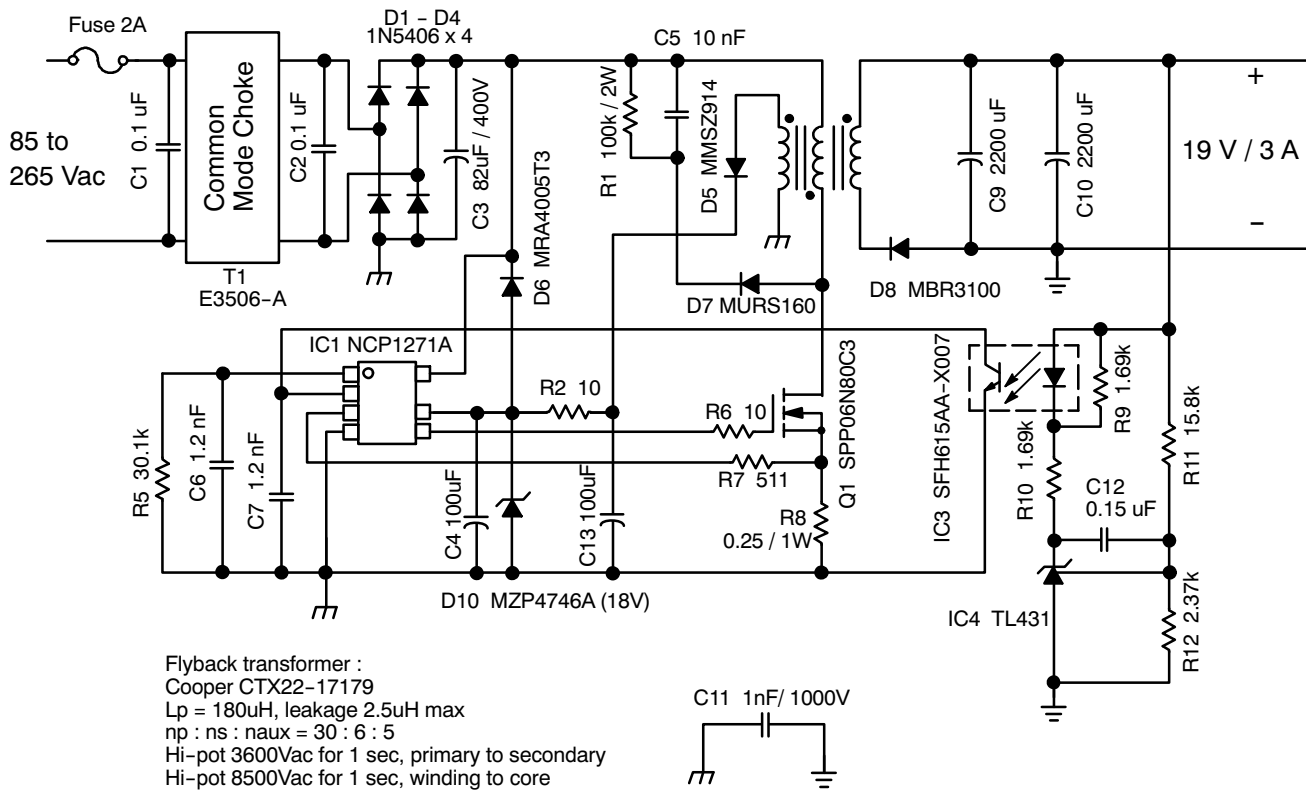 Fuse 2A
D1 – D4
1N5406 x 4
C5 10 nF
C1 0.1 uF
Common
Mode Choke
C2 0.1 uF
C3 82uF / 400V
R1 100k / 2W
D5 MMSZ914
C9 2200 uF
C10 2200 uF
+
85 to
265 Vac
19 V / 3 A
–
T1
E3506–A
D6 MRA4005T3
D7 MURS160
D8 MBR3100
IC1 NCP1271A
R2 10
R6 10
Q1 SPP06N80C3
IC3 SFH615AA–X007
R9 1.69k
R5 30.1k
C6 1.2 nF
C7 1.2 nF
R7 511
R10 1.69k
R11 15.8k
C12
0.15 uF
C4 100uF
C13 100uF
R8
0.25 / 1W
D10 MZP4746A (18V)
IC4 TL431
R12 2.37k
Flyback transformer :
Cooper CTX22–17179
Lp = 180uH, leakage 2.5uH max
np : ns : naux = 30 : 6 : 5
Hi–pot 3600Vac for 1 sec, primary to secondary
Hi–pot 8500Vac for 1 sec, winding to core
C11 1nF/ 1000V